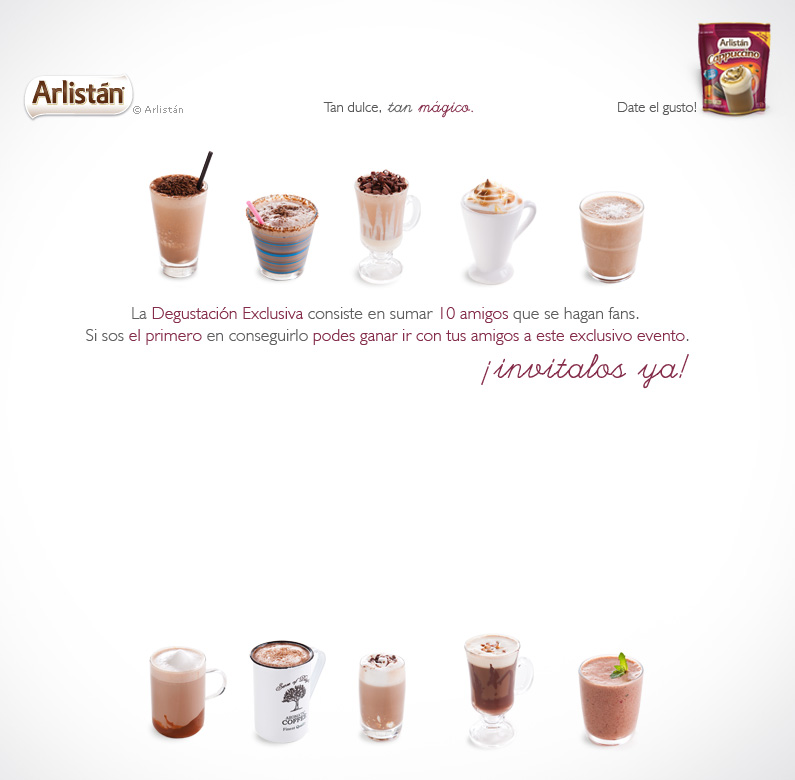 Arlistán
© Arlistán
Tan dulce, tan mágico.
Date el gusto!
Arlistán
Cappuccino
La Degustación Exclusiva consiste en sumar 10 amigos que se hagan fans.
Si sos el primero en conseguirlo podes ganar ir con tus amigos a este exclusivo evento.
¡invitalos ya!
COFFEE